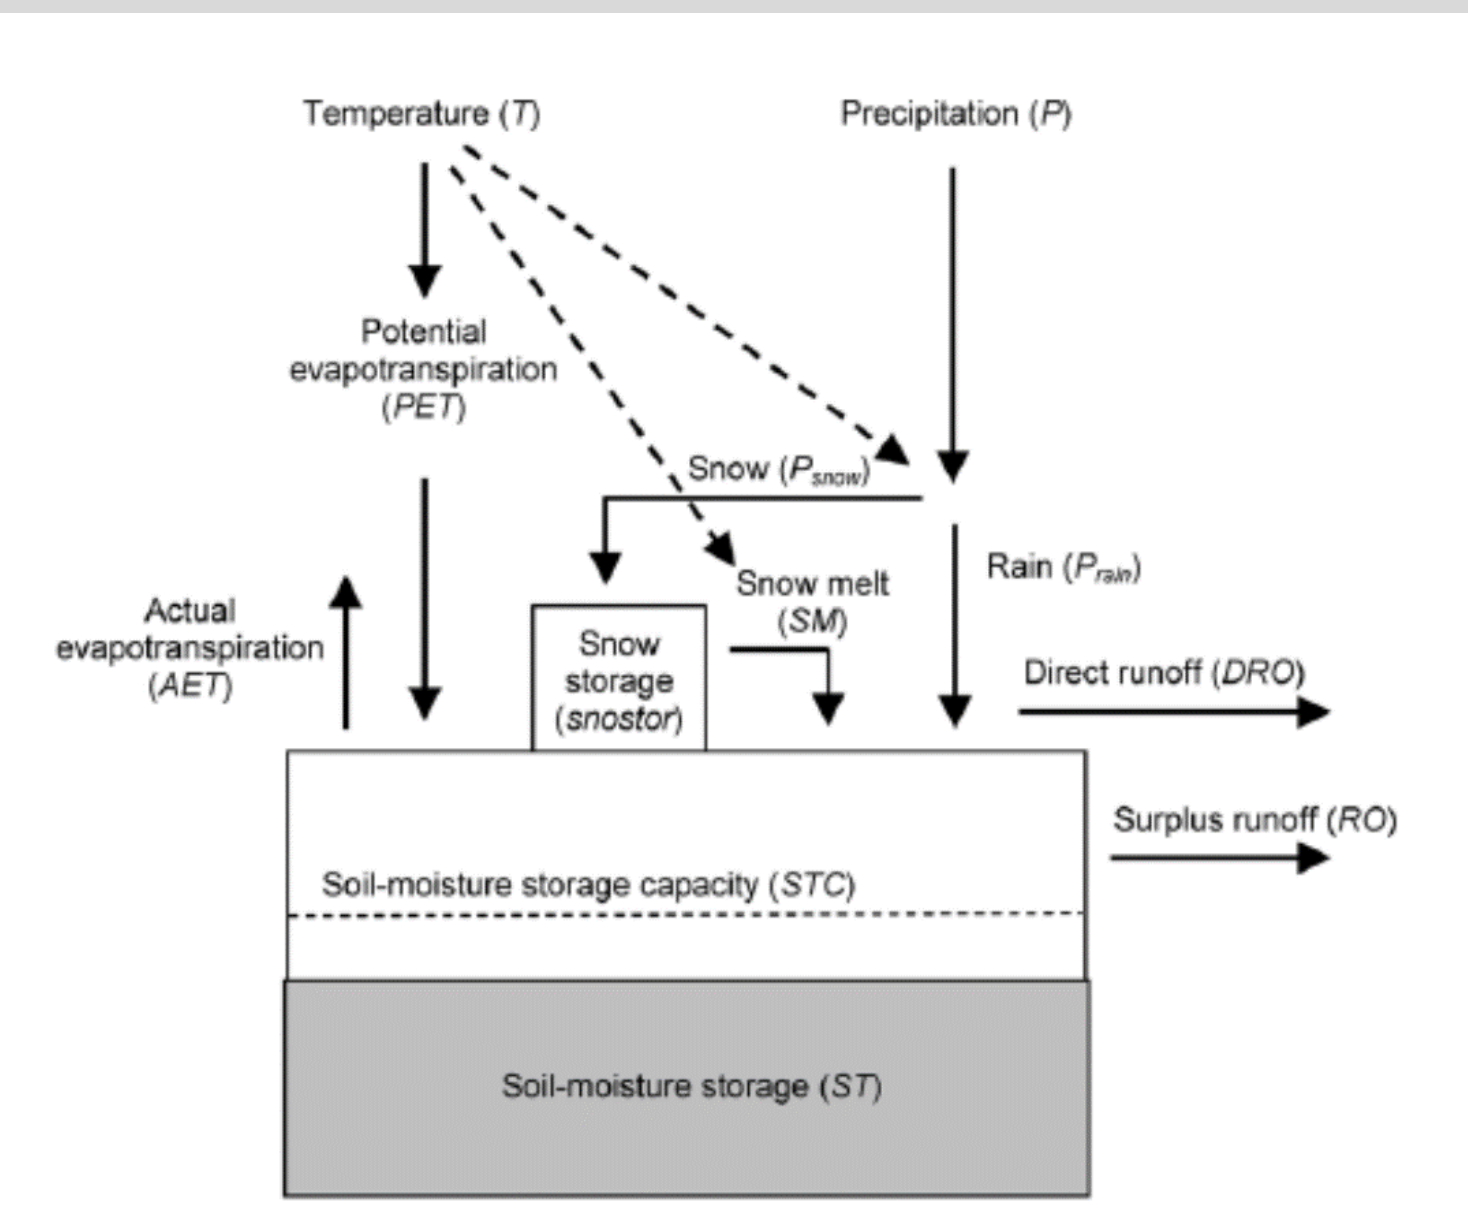 Temperature (T)
Precipitation (P)
Potential
evapotranspiration
(PET)
Snow (Psnow)
Rain (Prain)
Snow melt
(SM)
Actual
evapotranspiration
(AET)
Snow
storage
(snostor)
Direct runoff (DRO)
Surplus runoff (RO)
Soil-moisture storage capacity (STC)
Soil-moisture storage (ST)